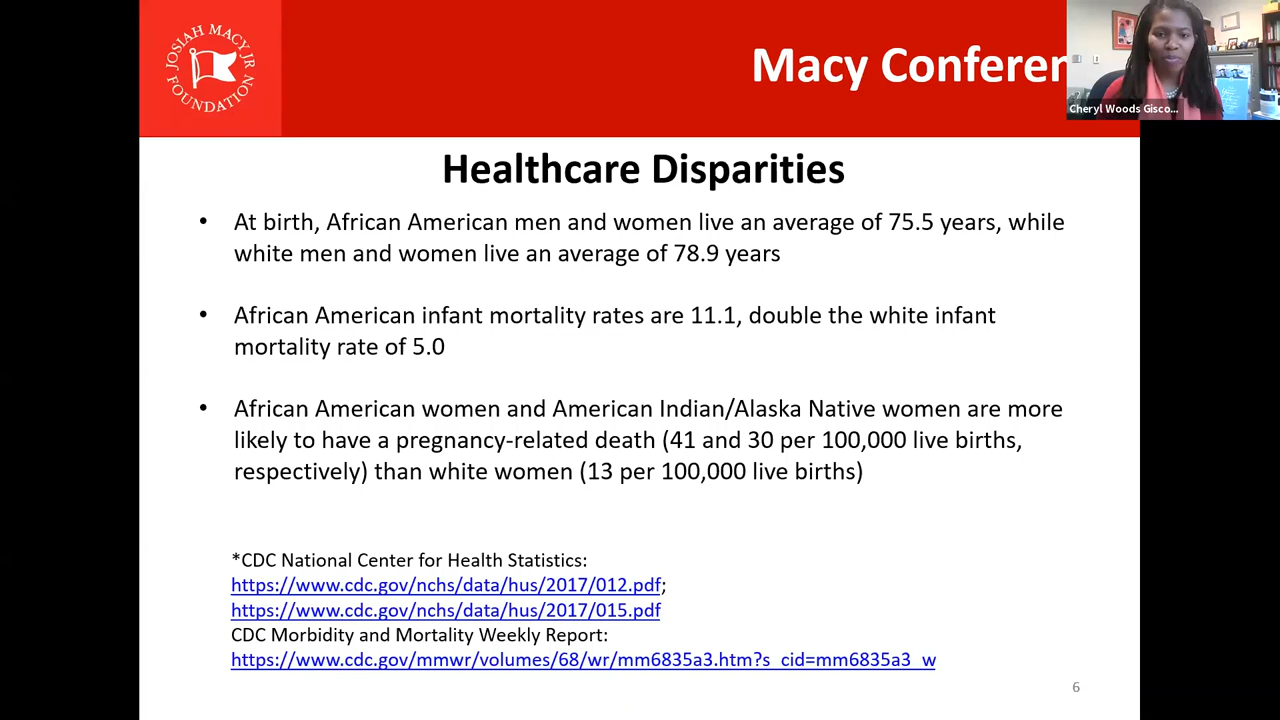 JOSIAH MACY JR
FOUNDATION
Macy Conferen
Cheryl Woods Gisco...
Healthcare Disparities
• At birth, African American men and women live an average of 75.5 years, while
white men and women live an average of 78.9 years
• African American infant mortality rates are 11.1, double the white infant
mortality rate of 5.0
• African American women and American Indian/Alaska Native women are more
likely to have a pregnancy-related death (41 and 30 per 100,000 live births,
respectively) than white women (13 per 100,000 live births)
*CDC National Center for Health Statistics:
https://www.cdc.gov/nchs/data/hus/2017/012.pdf;
https://www.cdc.gov/nchs/data/hus/2017/015.pdf
CDC Morbidity and Mortality Weekly Report:
https://www.cdc.gov/mmwr/volumes/68/wr/mm6835a3.htm?s_cid=mm6835a3_w
6